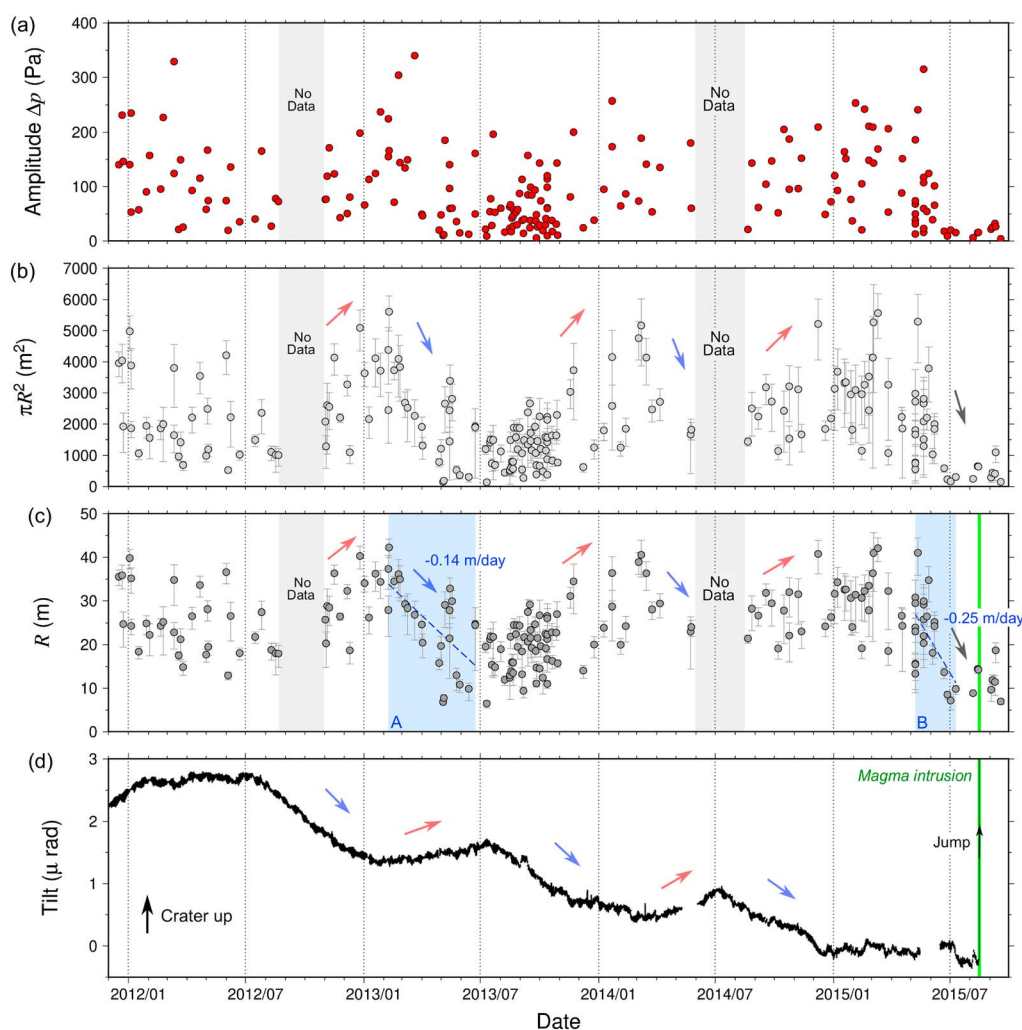 (a)
Amplitude Δp (Pa)
400
300
200
100
0
No
Data
No
Data
(b)
πR² (m²)
7000
6000
5000
4000
3000
2000
1000
0
No
Data
No
Data
(c)
R (m)
50
40
30
20
10
0
No
Data
No
Data
-0.14 m/day
-0.25 m/day
A
B
(d)
Tilt (μ rad)
3
2
1
0
Magma intrusion
Jump
Crater up
2012/01
2012/07
2013/01
2013/07
2014/01
2014/07
2015/01
2015/07
Date